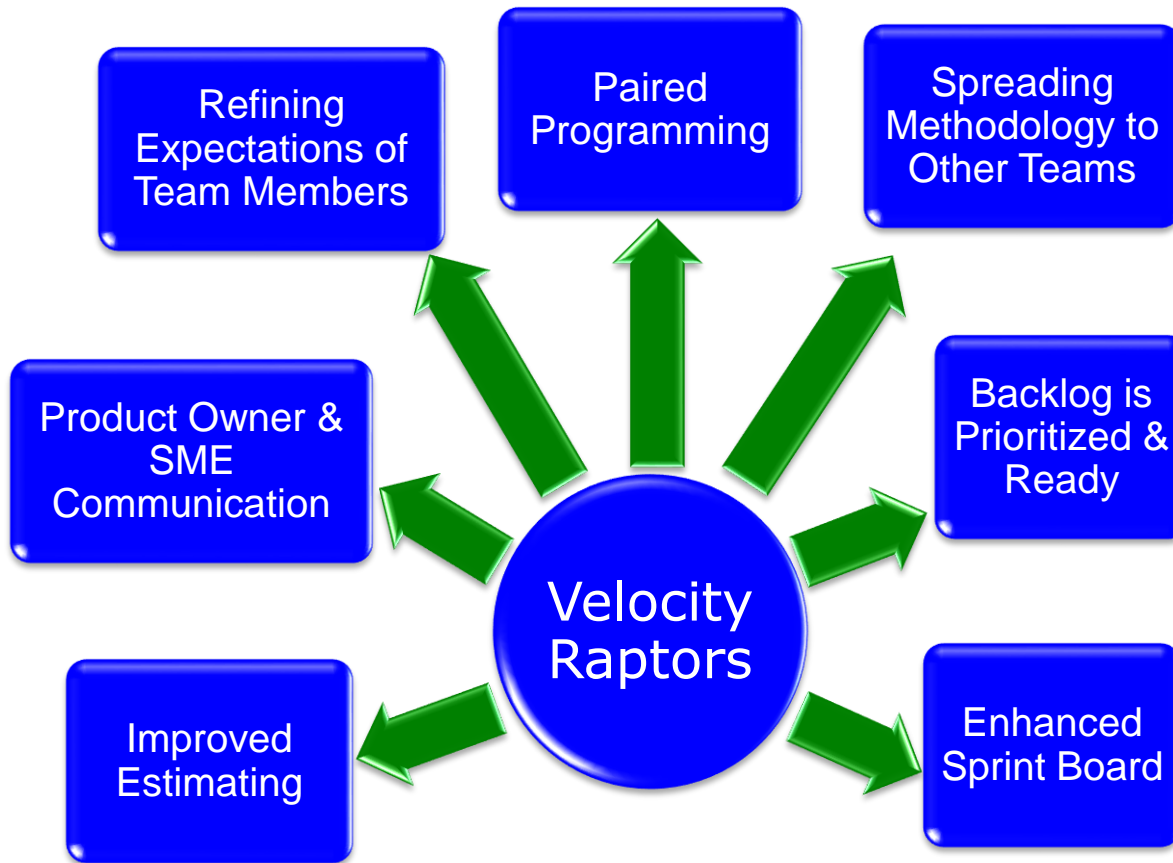 Refining
Expectations of
Team Members
Paired
Programming
Spreading
Methodology to
Other Teams
Product Owner &
SME
Communication
Backlog is
Prioritized &
Ready
Velocity
Raptors
Improved
Estimating
Enhanced
Sprint Board